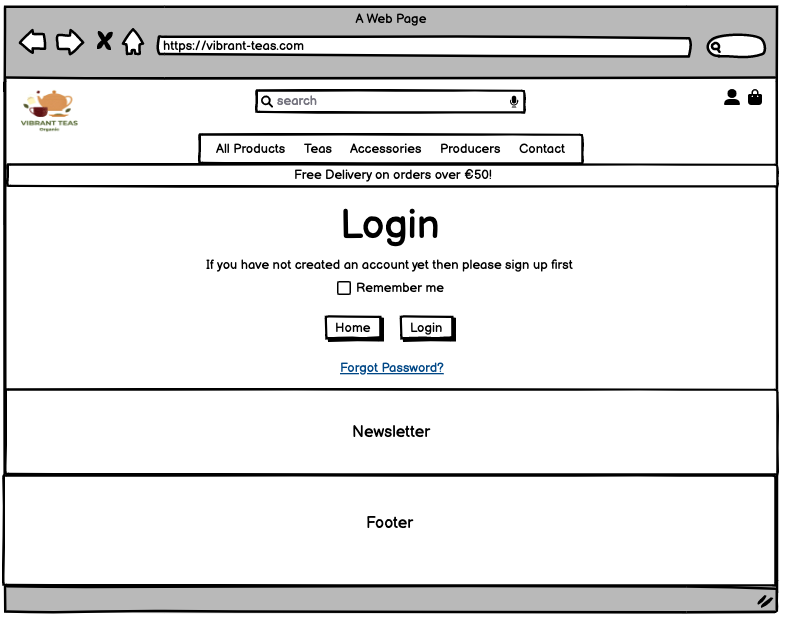 A Web Page
https://vibrant-teas.com
VIBRANT TEAS
Organic
search
All Products Teas Accessories Producers Contact
Free Delivery on orders over €50!
Login
If you have not created an account yet then please sign up first
Remember me
Home Login
Forgot Password?
Newsletter
Footer